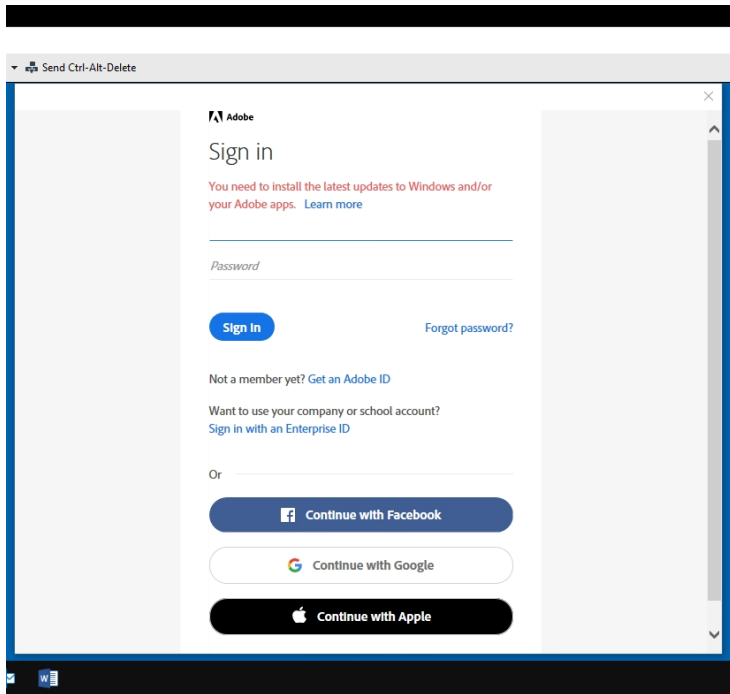 Send Ctrl-Alt-Delete
Adobe
Sign in
You need to install the latest updates to Windows and/or
your Adobe apps. Learn more
Password
Sign In
Forgot password?
Not a member yet? Get an Adobe ID
Want to use your company or school account?
Sign in with an Enterprise ID
Or
Continue with Facebook
Continue with Google
Continue with Apple